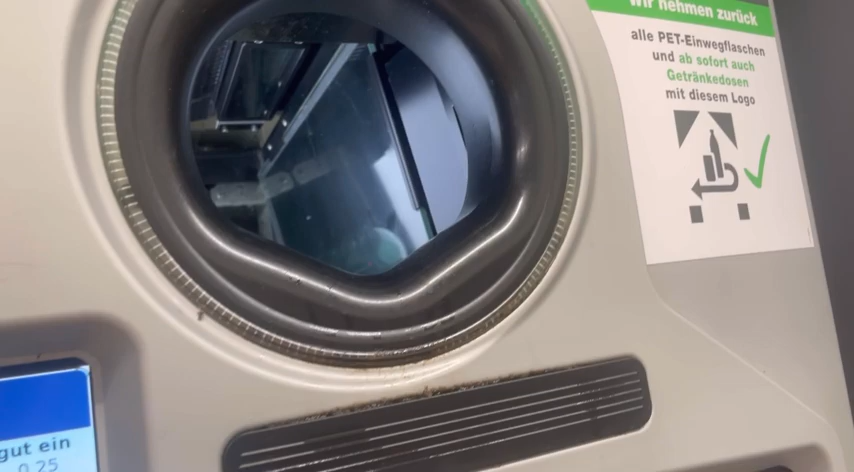 wir nehmen zurück
alle PET-Einwegflaschen
und ab sofort auch
Getränkedosen
mit diesem Logo
gut ein
0,25